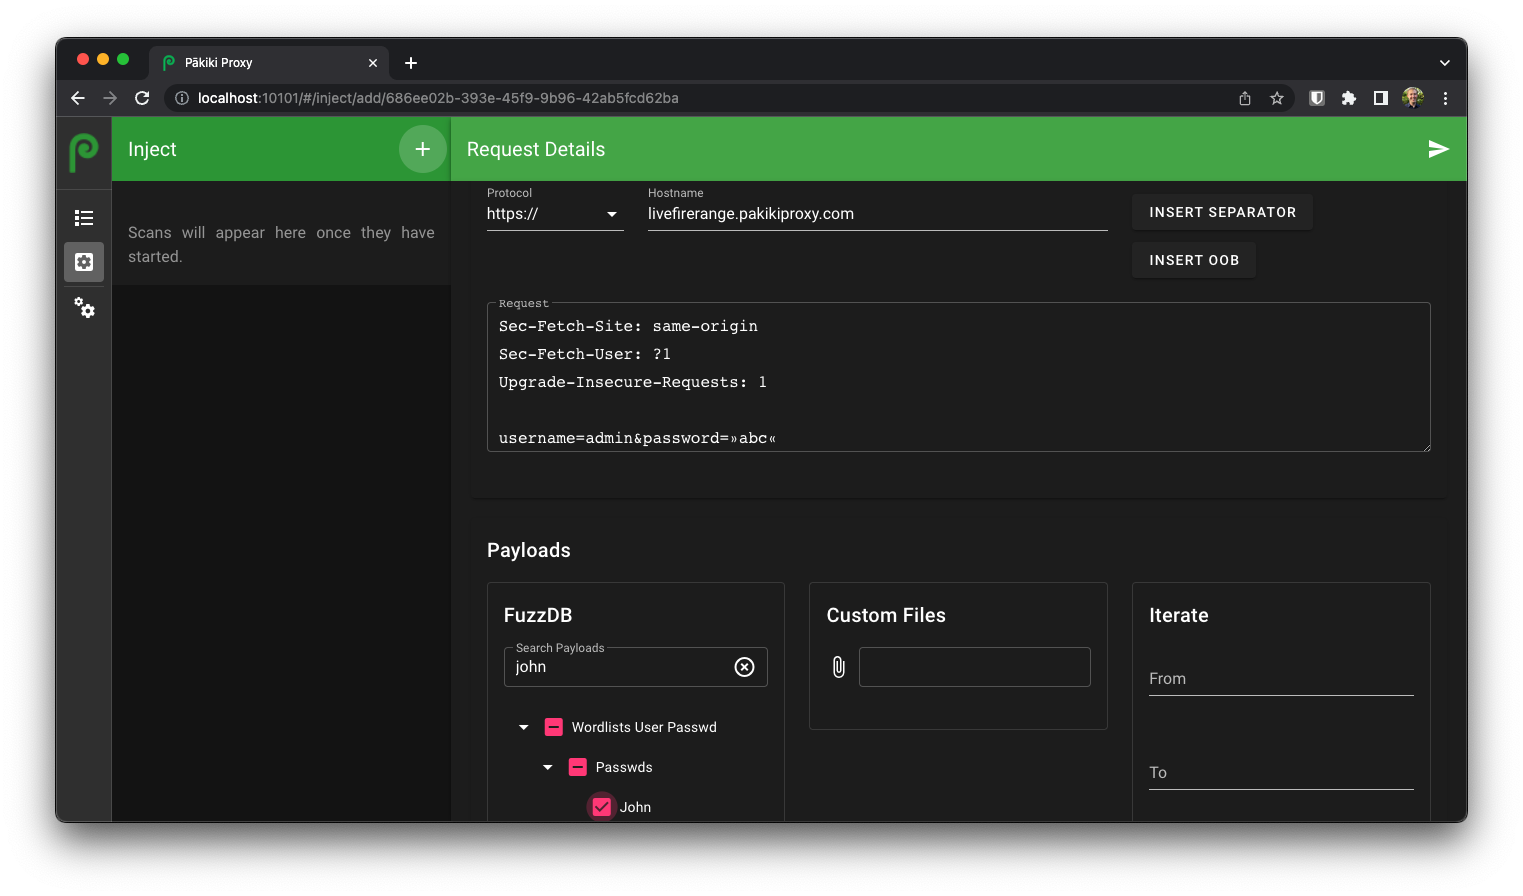 Pākiki Proxy
localhost:10101/#/inject/add/686ee02b-393e-45f9-9b96-42ab5fcd62ba
Inject
Request Details
Scans will appear here once they have
started.
Protocol
https://
Hostname
livefirerange.pakikiproxy.com
INSERT SEPARATOR
INSERT OOB
Request
Sec-Fetch-Site: same-origin
Sec-Fetch-User: ?1
Upgrade-Insecure-Requests: 1
username=admin&password=»abc«
Payloads
FuzzDB
Search Payloads
john
Wordlists User Passwd
Passwds
John
Custom Files
Iterate
From
To